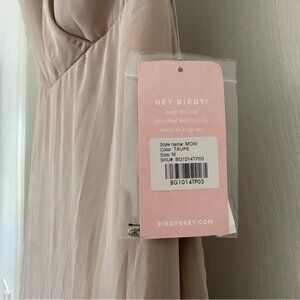 HEY BIRDY!
keep this tag
attached until you're
ready to keep me.
Style name: MONI
Color: TAUPE
Size: M
SKU#: BG1014TP03
BG1014TP03
BIRDYGREY.COM